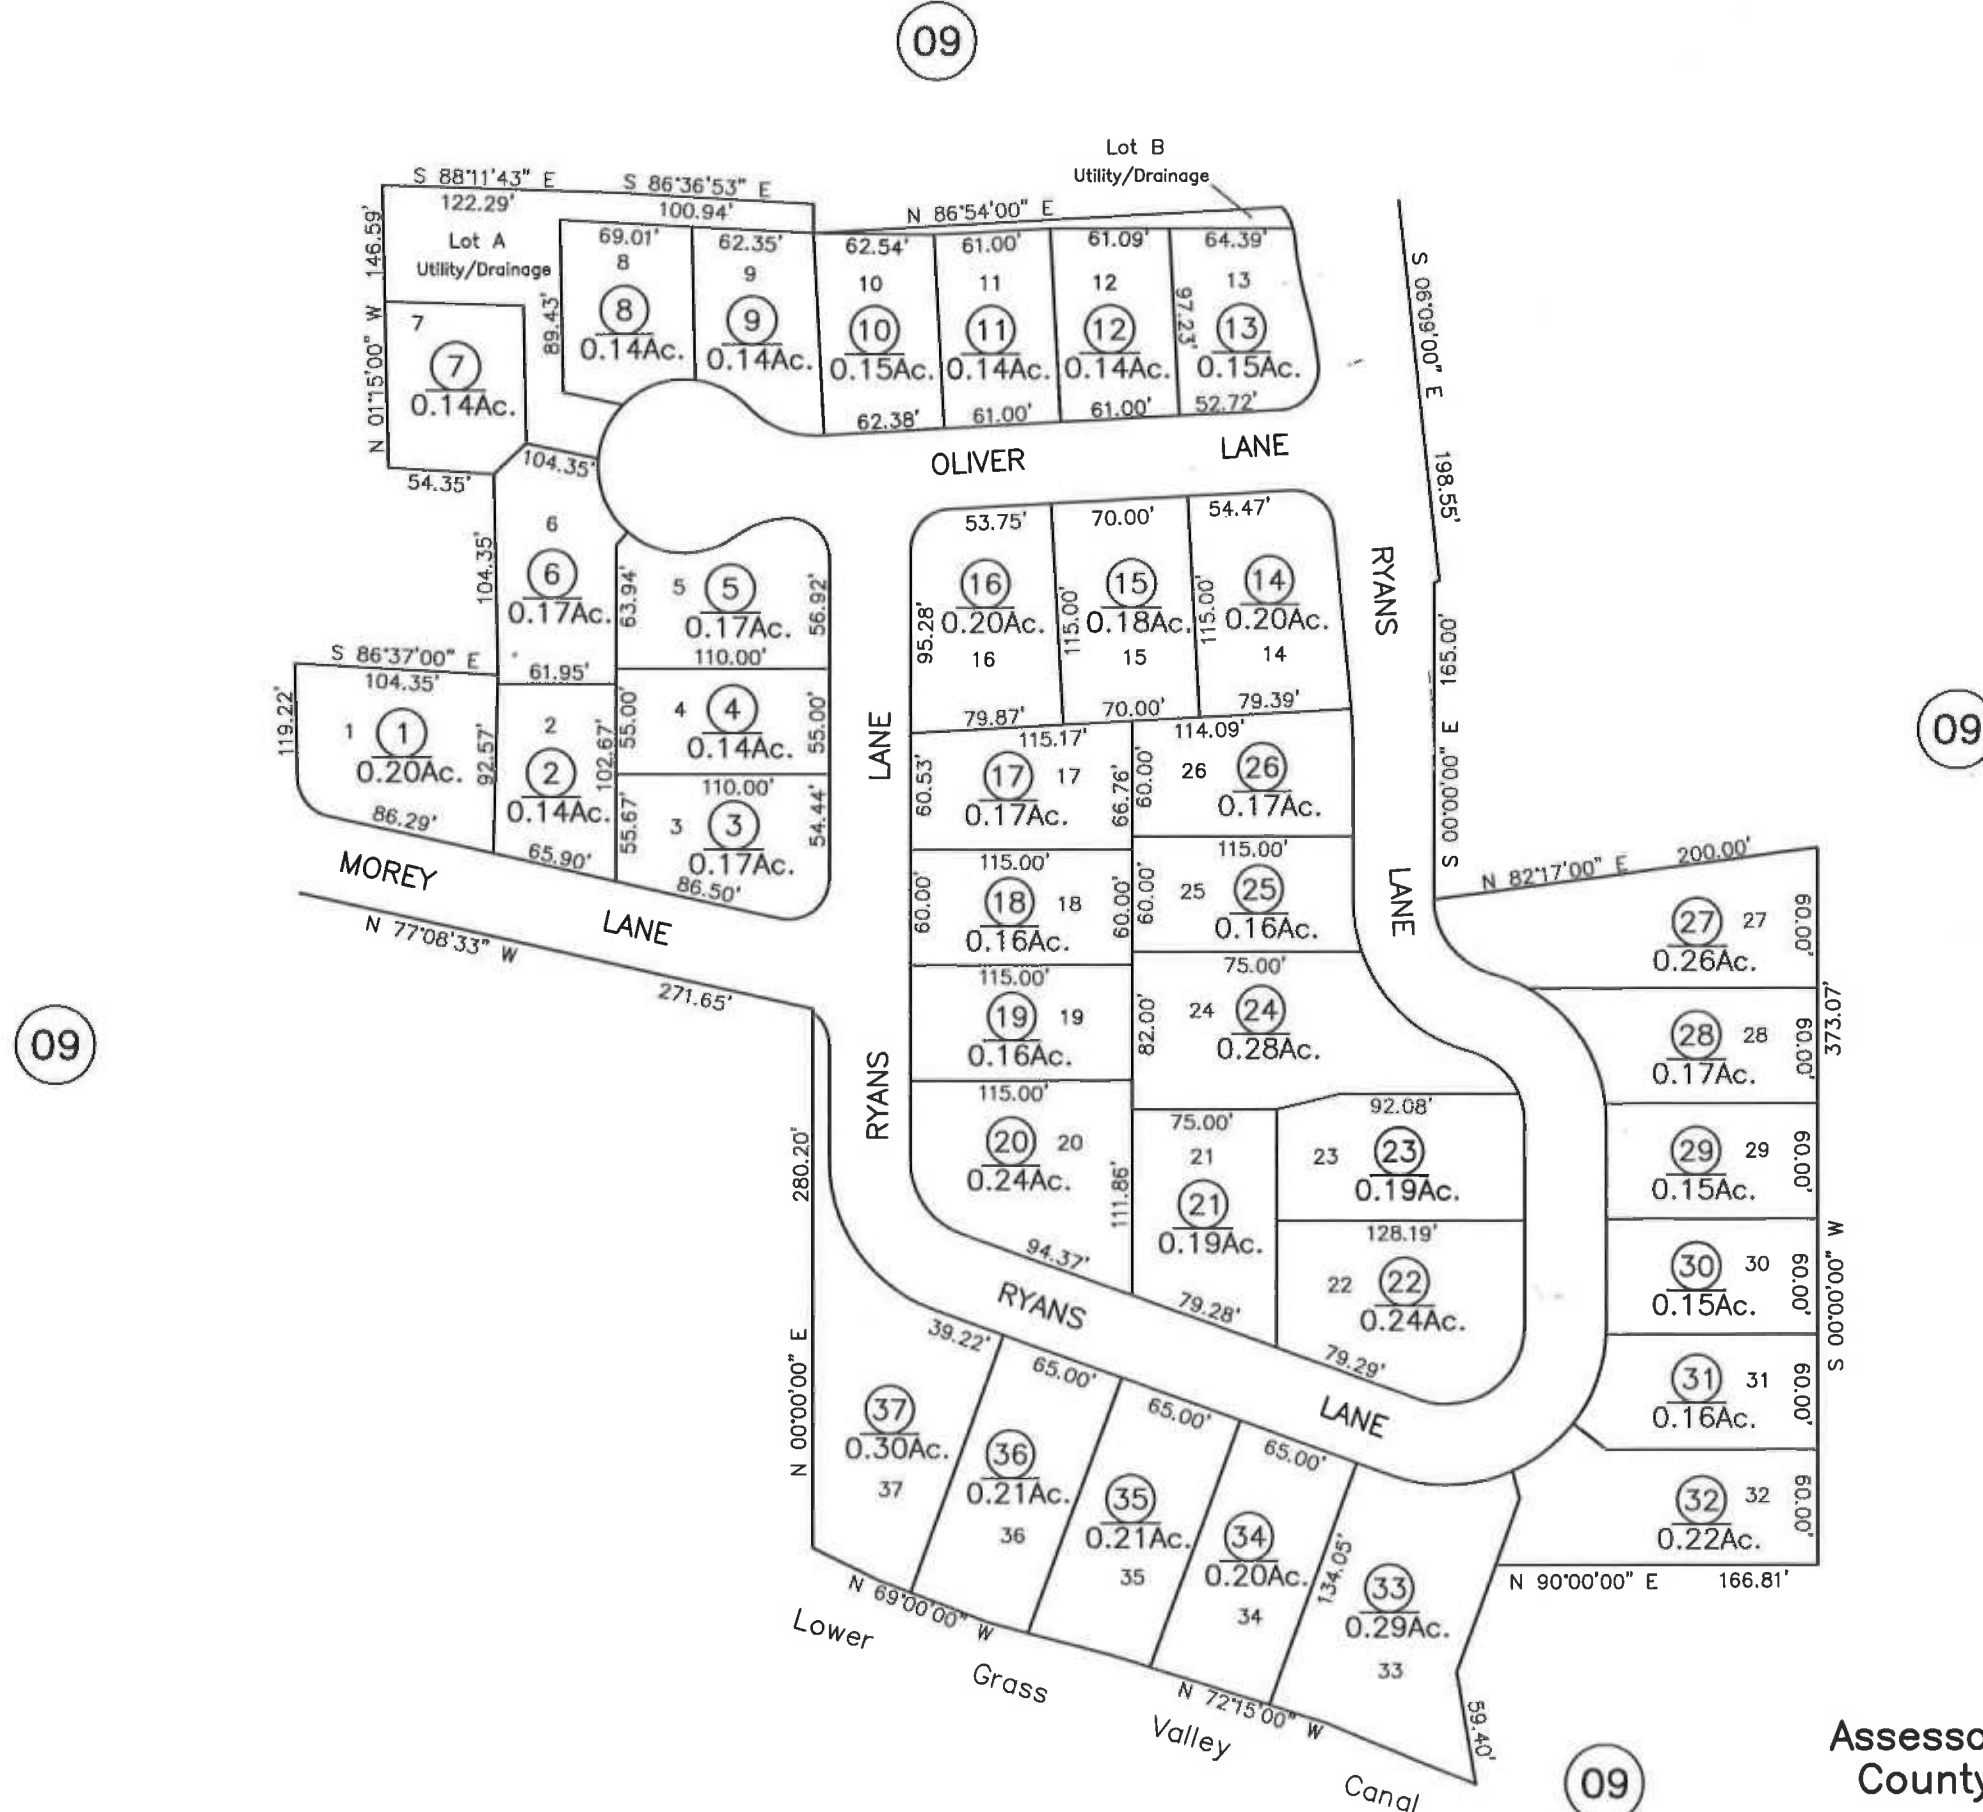 09
Lot B
Utility/Drainage
S 88°11'43" E
122.29'
S 86°36'53" E
100.94'
N 86°54'00" E
146.59'
N 01°15'00" W
Lot A
Utility/Drainage
69.01'
8
8
0.14Ac.
89.43'
62.35'
9
9
0.14Ac.
62.54'
10
10
0.15Ac.
62.38'
61.00'
11
11
0.14Ac.
61.00'
61.09'
12
12
0.14Ac.
61.00'
64.39'
13
97.23'
13
0.15Ac.
52.72'
S 06°09'00" E
198.55'
7
7
0.14Ac.
54.35'
104.35'
OLIVER LANE
6
6
0.17Ac.
104.35'
63.94'
61.95'
5
5
0.17Ac.
56.92'
110.00'
53.75'
16
0.20Ac.
16
95.28'
79.87'
70.00'
15
0.18Ac.
15
115.00'
70.00'
54.47'
14
0.20Ac.
14
115.00'
79.39'
RYANS
LANE
165.00'
S 00°00'00" E
09
S 86°37'00" E
104.35'
119.22'
1
1
0.20Ac.
92.57'
86.29'
2
2
0.14Ac.
102.67'
65.90'
4
4
0.14Ac.
55.00'
55.00'
110.00'
3
3
0.17Ac.
55.67'
54.44'
86.50'
MOREY
LANE
N 77°08'33" W
271.65'
LANE
RYANS
115.17'
17
17
0.17Ac.
60.53'
66.76'
114.09'
26
26
0.17Ac.
60.00'
115.00'
18
18
0.16Ac.
60.00'
60.00'
115.00'
25
25
0.16Ac.
60.00'
115.00'
19
19
0.16Ac.
75.00'
24
24
0.28Ac.
82.00'
115.00'
20
20
0.24Ac.
111.86'
94.37'
75.00'
21
21
0.19Ac.
79.28'
92.08'
23
23
0.19Ac.
128.19'
22
22
0.24Ac.
79.29'
N 82°17'00" E
200.00'
27
27
0.26Ac.
60.00'
28
28
0.17Ac.
60.00'
373.07'
29
29
0.15Ac.
60.00'
30
30
0.15Ac.
60.00'
S 00°00'00" W
31
31
0.16Ac.
60.00'
32
32
0.22Ac.
60.00'
N 90°00'00" E
166.81'
09
280.20'
N 00°00'00" E
RYANS
LANE
39.22'
37
0.30Ac.
37
65.00'
36
0.21Ac.
36
65.00'
35
0.21Ac.
35
65.00'
34
0.20Ac.
34
134.05'
33
0.29Ac.
33
59.40'
N 69°00'00" W
N 72°15'00" W
Lower Grass Valley Canal
09
Assesso
County